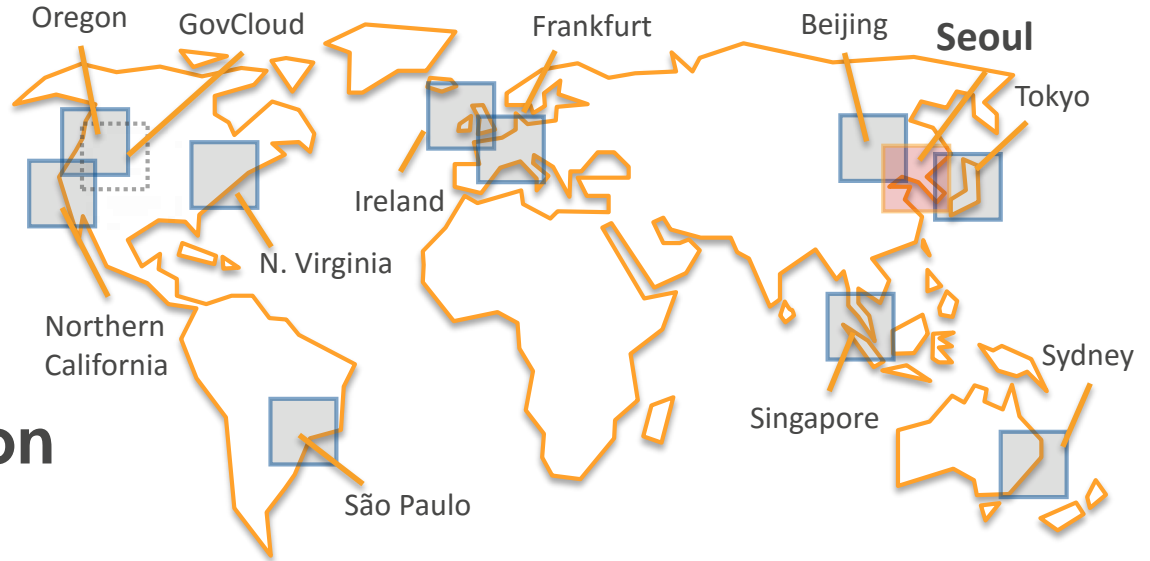 Oregon
GovCloud
Frankfurt
Beijing
Seoul
Tokyo
Ireland
N. Virginia
Northern
California
Singapore
Sydney
on
São Paulo